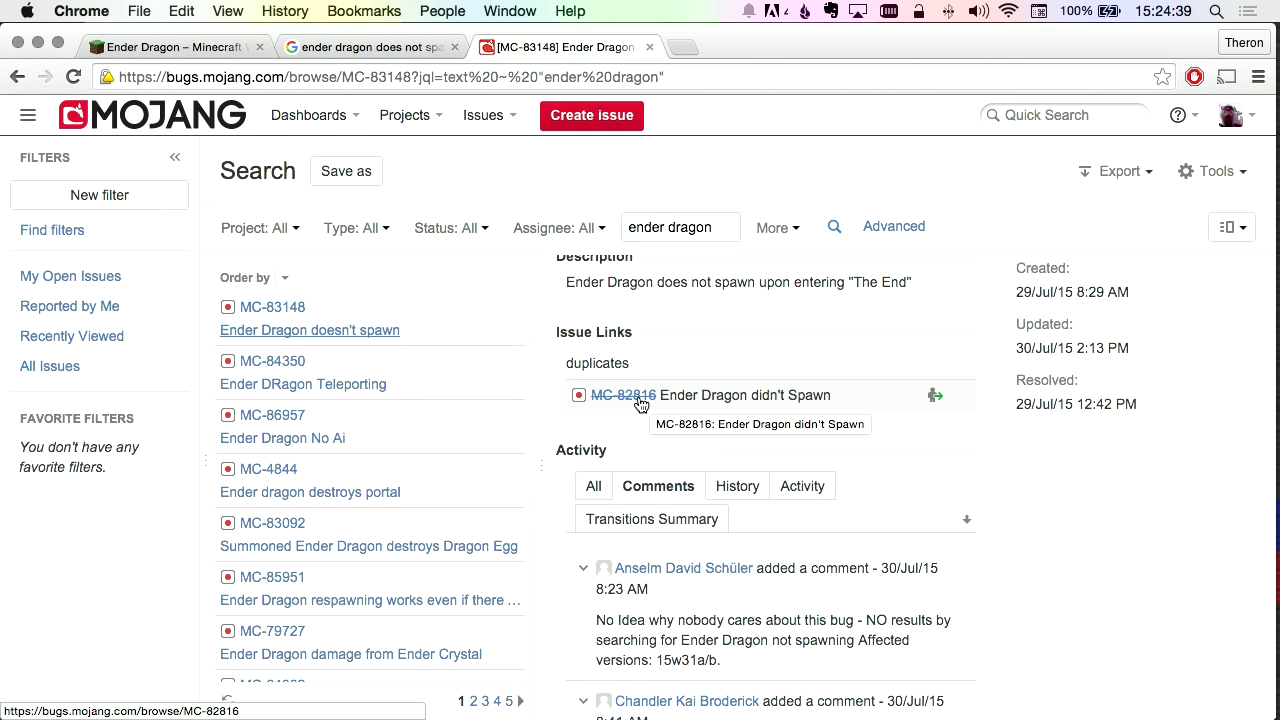 Chrome File Edit View History Bookmarks People Window Help
4 100% 15:24:39
Ender Dragon – Minecraft
ender dragon does not spa
[MC-83148] Ender Dragon
Theron
https://bugs.mojang.com/browse/MC-83148?jql=text%20~%20"ender%20dragon"
MOJANG
Dashboards Projects Issues Create issue
Quick Search
FILTERS
New filter
Find filters
My Open Issues
Reported by Me
Recently Viewed
All Issues
FAVORITE FILTERS
You don't have any
favorite filters.
Search Save as
Export Tools
Project: All Type: All Status: All Assignee: All ender dragon More Advanced
Order by
MC-83148
Ender Dragon doesn't spawn
MC-84350
Ender DRagon Teleporting
MC-86957
Ender Dragon No Ai
MC-4844
Ender dragon destroys portal
MC-83092
Summoned Ender Dragon destroys Dragon Egg
MC-85951
Ender Dragon respawning works even if there ...
MC-79727
Ender Dragon damage from Ender Crystal
1 2 3 4 5
Description
Ender Dragon does not spawn upon entering "The End"
Issue Links
duplicates
MC-82816 Ender Dragon didn't Spawn
MC-82816: Ender Dragon didn't Spawn
Activity
All Comments History Activity
Transitions Summary
Anselm David Schüler added a comment - 30/Jul/15
8:23 AM
No Idea why nobody cares about this bug - NO results by
searching for Ender Dragon not spawning Affected
versions: 15w31a/b.
Chandler Kai Broderick added a comment - 30/Jul/15
Created:
29/Jul/15 8:29 AM
Updated:
30/Jul/15 2:13 PM
Resolved:
29/Jul/15 12:42 PM
https://bugs.mojang.com/browse/MC-82816